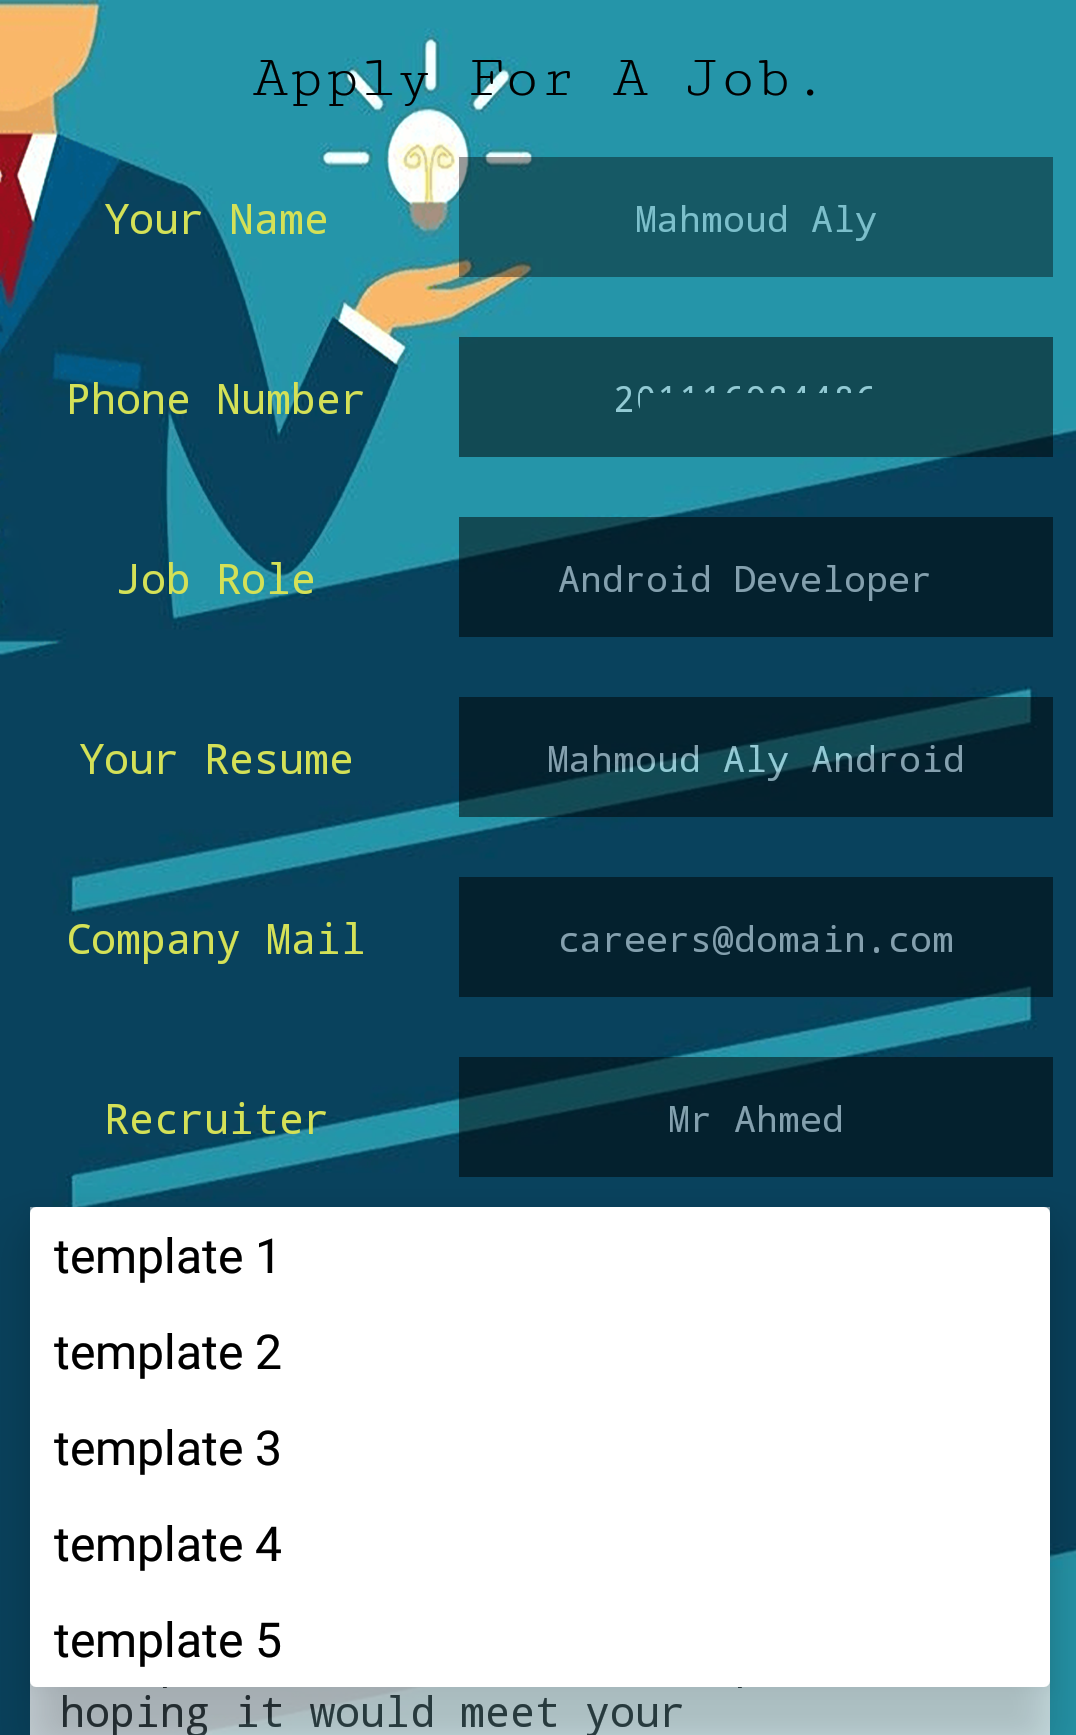 Apply For A Job.
Your Name
Mahmoud Aly
Phone Number
Job Role
Android Developer
Your Resume
Mahmoud Aly Android
Company Mail
careers@domain.com
Recruiter
Mr Ahmed
template 1
template 2
template 3
template 4
template 5
hoping it would meet your